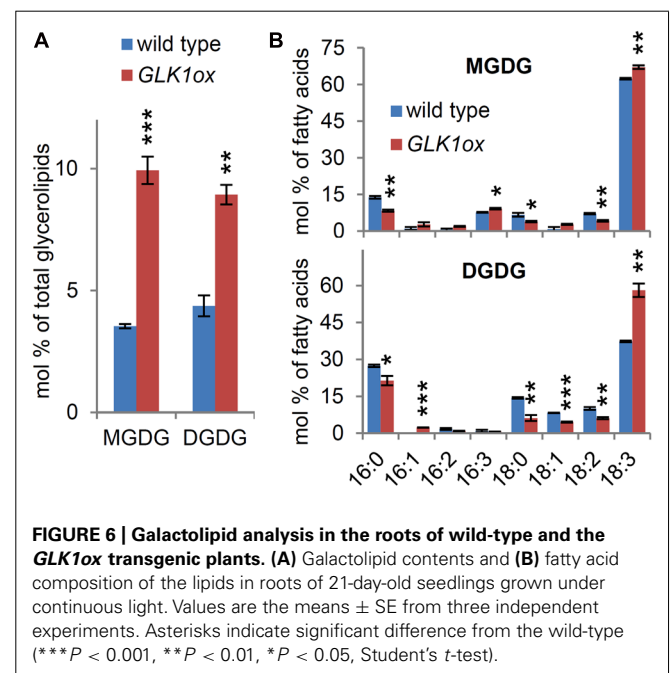 A
wild type
GLK1ox
mol % of total glycerolipids
10
5
0
***
**
MGDG DGDG
B
mol % of fatty acids
75
60
45
30
15
0
MGDG
wild type
GLK1ox
**
*
*
**
**
mol % of fatty acids
60
45
30
15
0
DGDG
*
***
**
***
**
**
16:0 16:1 16:2 16:3 18:0 18:1 18:2 18:3
FIGURE 6 | Galactolipid analysis in the roots of wild-type and the
GLK1ox transgenic plants. (A) Galactolipid contents and (B) fatty acid
composition of the lipids in roots of 21-day-old seedlings grown under
continuous light. Values are the means ± SE from three independent
experiments. Asterisks indicate significant difference from the wild-type
(***P < 0.001, **P < 0.01, *P < 0.05, Student's t-test).